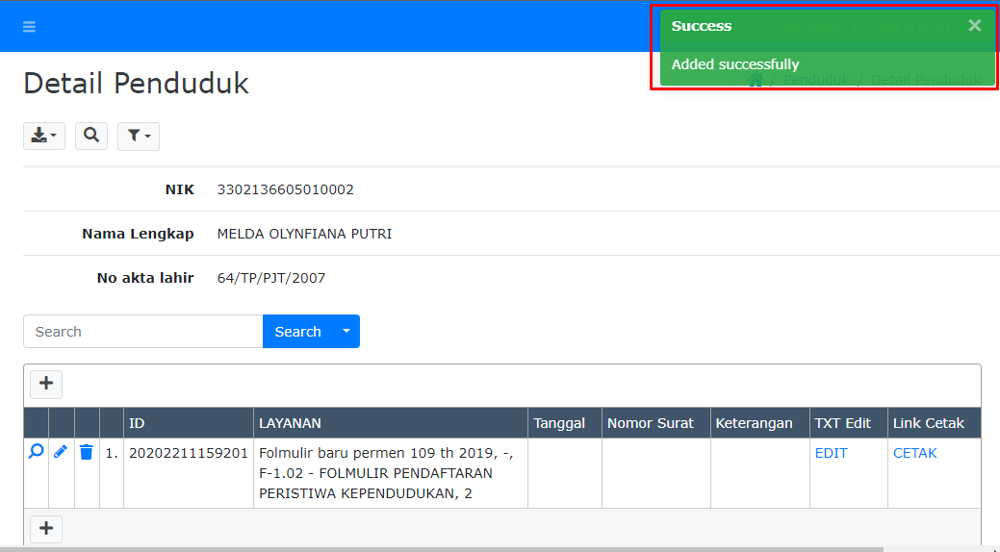 Success
Added successfully
/ Penduduk / Detail Penduduk
Detail Penduduk
NIK 3302136605010002
Nama Lengkap MELDA OLYNFIANA PUTRI
No akta lahir 64/TP/PJT/2007
Search Search
ID LAYANAN Tanggal Nomor Surat Keterangan TXT Edit Link Cetak
1. 20202211159201 Folmulir baru permen 109 th 2019, -, EDIT CETAK
F-1.02 - FOLMULIR PENDAFTARAN
PERISTIWA KEPENDUDUKAN, 2